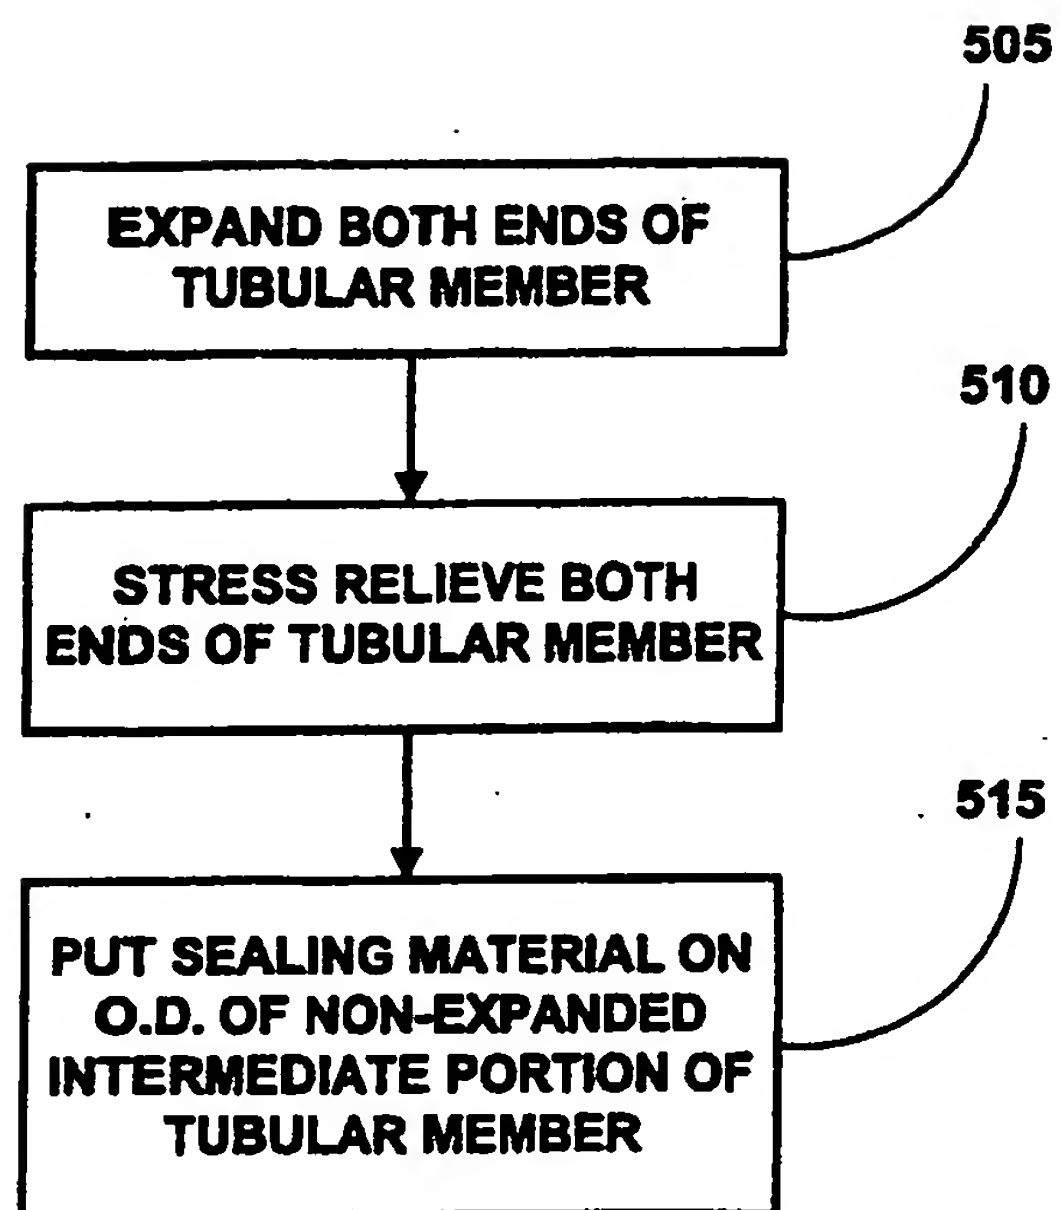 505
EXPAND BOTH ENDS OF
TUBULAR MEMBER
510
STRESS RELIEVE BOTH
ENDS OF TUBULAR MEMBER
515
PUT SEALING MATERIAL ON
O.D. OF NON-EXPANDED
INTERMEDIATE PORTION OF
TUBULAR MEMBER